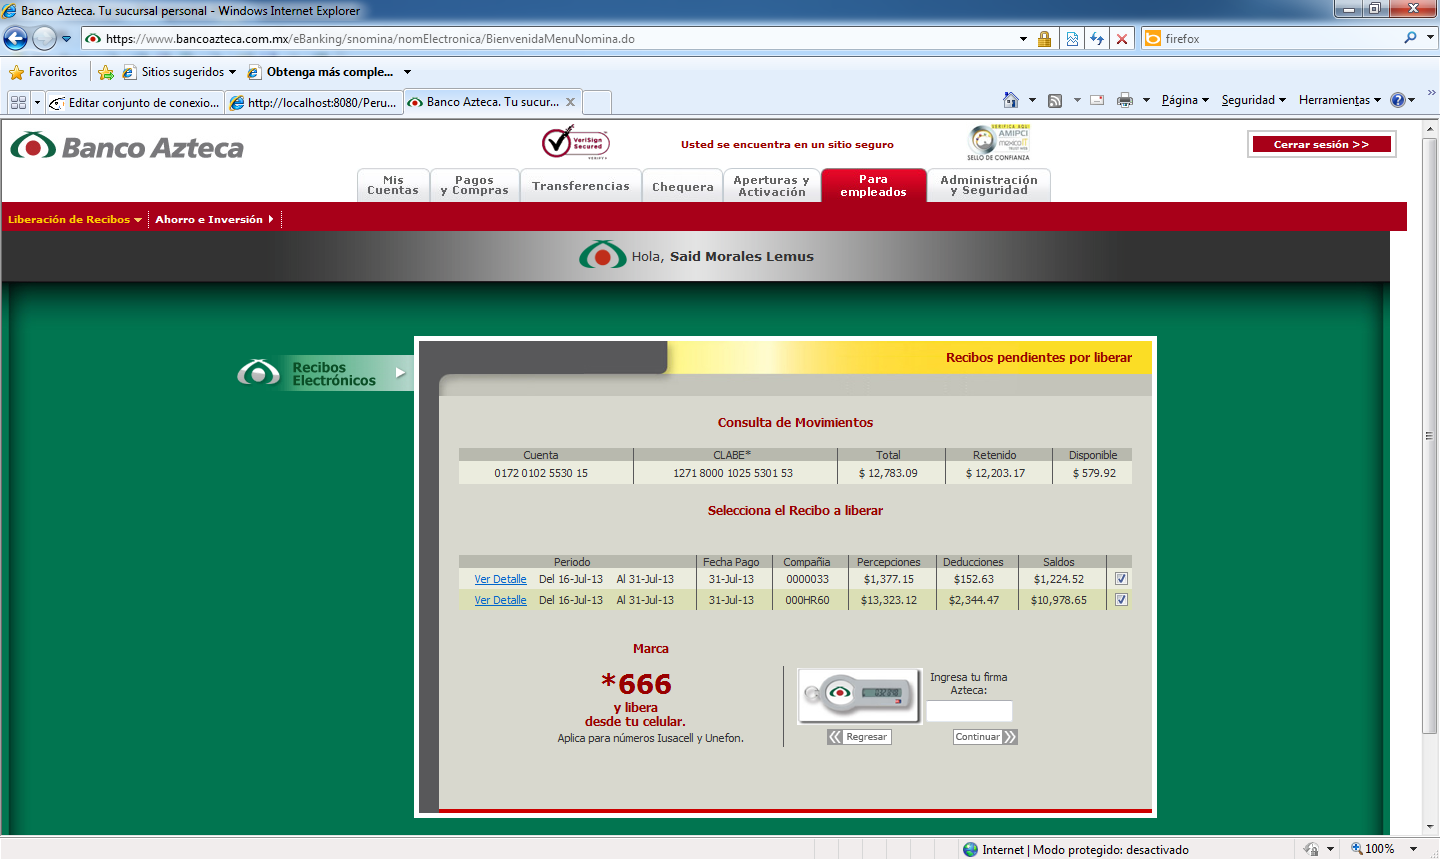 Banco Azteca. Tu sucursal personal - Windows Internet Explorer
https://www.bancoazteca.com.mx/eBanking/snomina/nomElectronica/BienvenidaMenuNomina.do
firefox
Favoritos
Sitios sugeridos
Obtenga más comple...
Editar conjunto de conexio...
http://localhost:8080/Peru...
Banco Azteca. Tu sucur...
Página
Seguridad
Herramientas
Banco Azteca
VeriSign
Secured
VERIFY
Usted se encuentra en un sitio seguro
VERIFICA AQUI
AMIPCI
SELLO DE CONFIANZA
Cerrar sesión >>
Mis
Cuentas
Pagos
y Compras
Transferencias
Chequera
Aperturas y
Activación
Para
empleados
Administración
y Seguridad
Liberación de Recibos
Ahorro e Inversión
Hola, Said Morales Lemus
Recibos
Electrónicos
Recibos pendientes por liberar
Consulta de Movimientos
Cuenta CLABE* Total Retenido Disponible
0172 0102 5530 15 1271 8000 1025 5301 53 $ 12,783.09 $ 12,203.17 $ 579.92
Selecciona el Recibo a liberar
Periodo Fecha Pago Compañia Percepciones Deducciones Saldos
Ver Detalle Del 16-Jul-13 Al 31-Jul-13 31-Jul-13 0000033 $1,377.15 $152.63 $1,224.52
Ver Detalle Del 16-Jul-13 Al 31-Jul-13 31-Jul-13 000HR60 $13,323.12 $2,344.47 $10,978.65
Marca
*666
y libera
desde tu celular.
Aplica para números Iusacell y Unefon.
Ingresa tu firma
Azteca:
Regresar
Continuar
Internet | Modo protegido: desactivado
100%